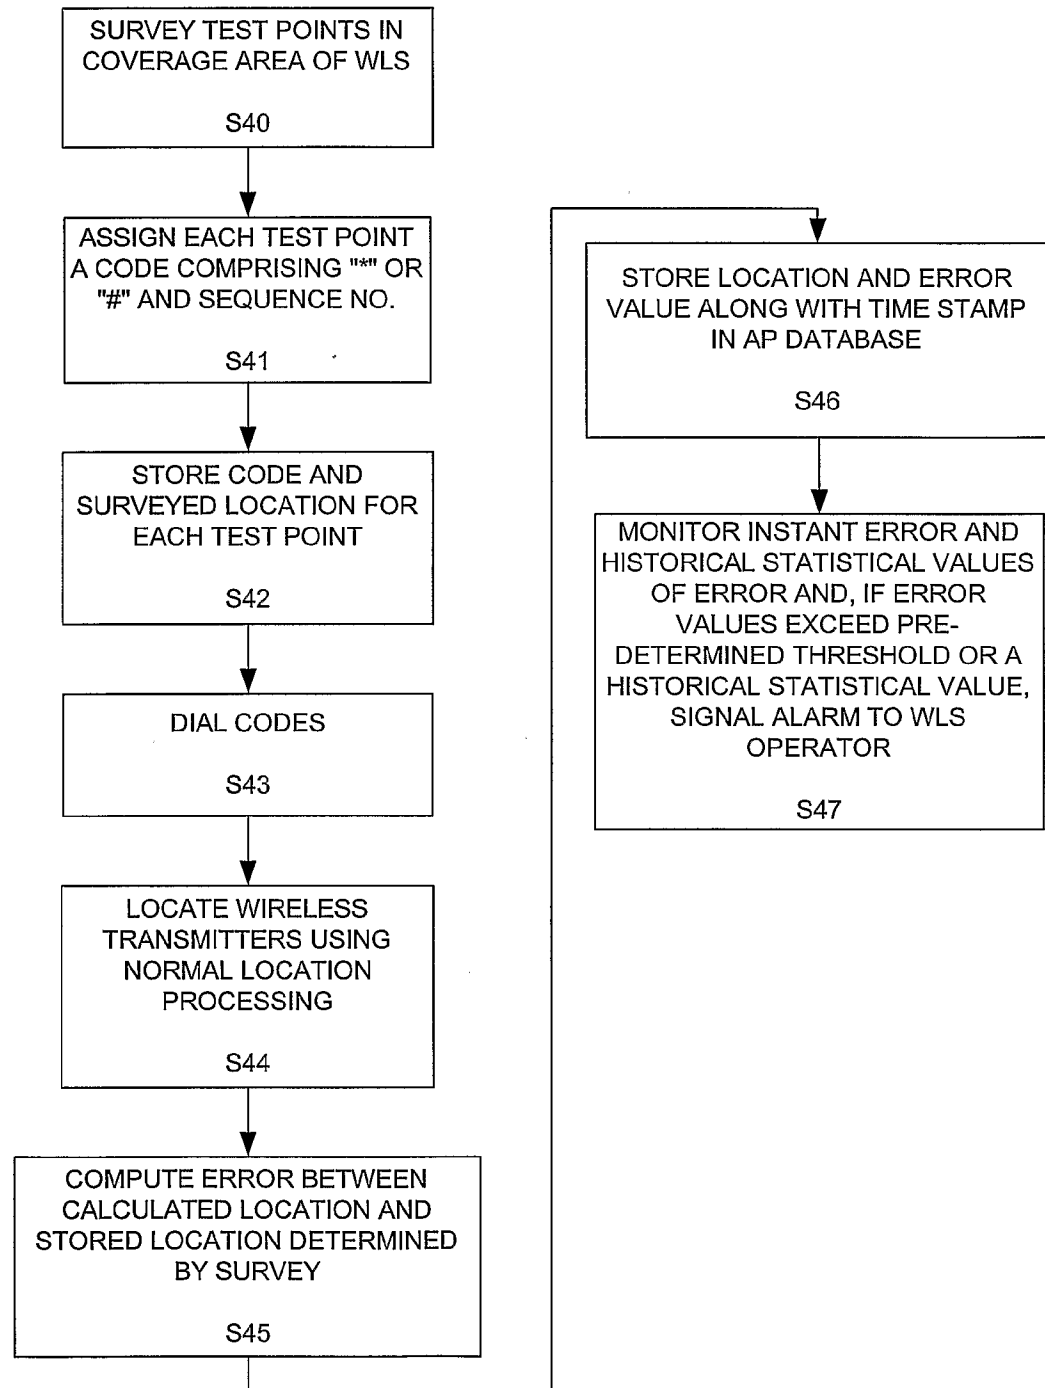 SURVEY TEST POINTS IN
COVERAGE AREA OF WLS
S40
ASSIGN EACH TEST POINT
A CODE COMPRISING "*" OR
"#" AND SEQUENCE NO.
S41
STORE CODE AND
SURVEYED LOCATION FOR
EACH TEST POINT
S42
DIAL CODES
S43
LOCATE WIRELESS
TRANSMITTERS USING
NORMAL LOCATION
PROCESSING
S44
COMPUTE ERROR BETWEEN
CALCULATED LOCATION AND
STORED LOCATION DETERMINED
BY SURVEY
S45
STORE LOCATION AND ERROR
VALUE ALONG WITH TIME STAMP
IN AP DATABASE
S46
MONITOR INSTANT ERROR AND
HISTORICAL STATISTICAL VALUES
OF ERROR AND, IF ERROR
VALUES EXCEED PRE-
DETERMINED THRESHOLD OR A
HISTORICAL STATISTICAL VALUE,
SIGNAL ALARM TO WLS
OPERATOR
S47